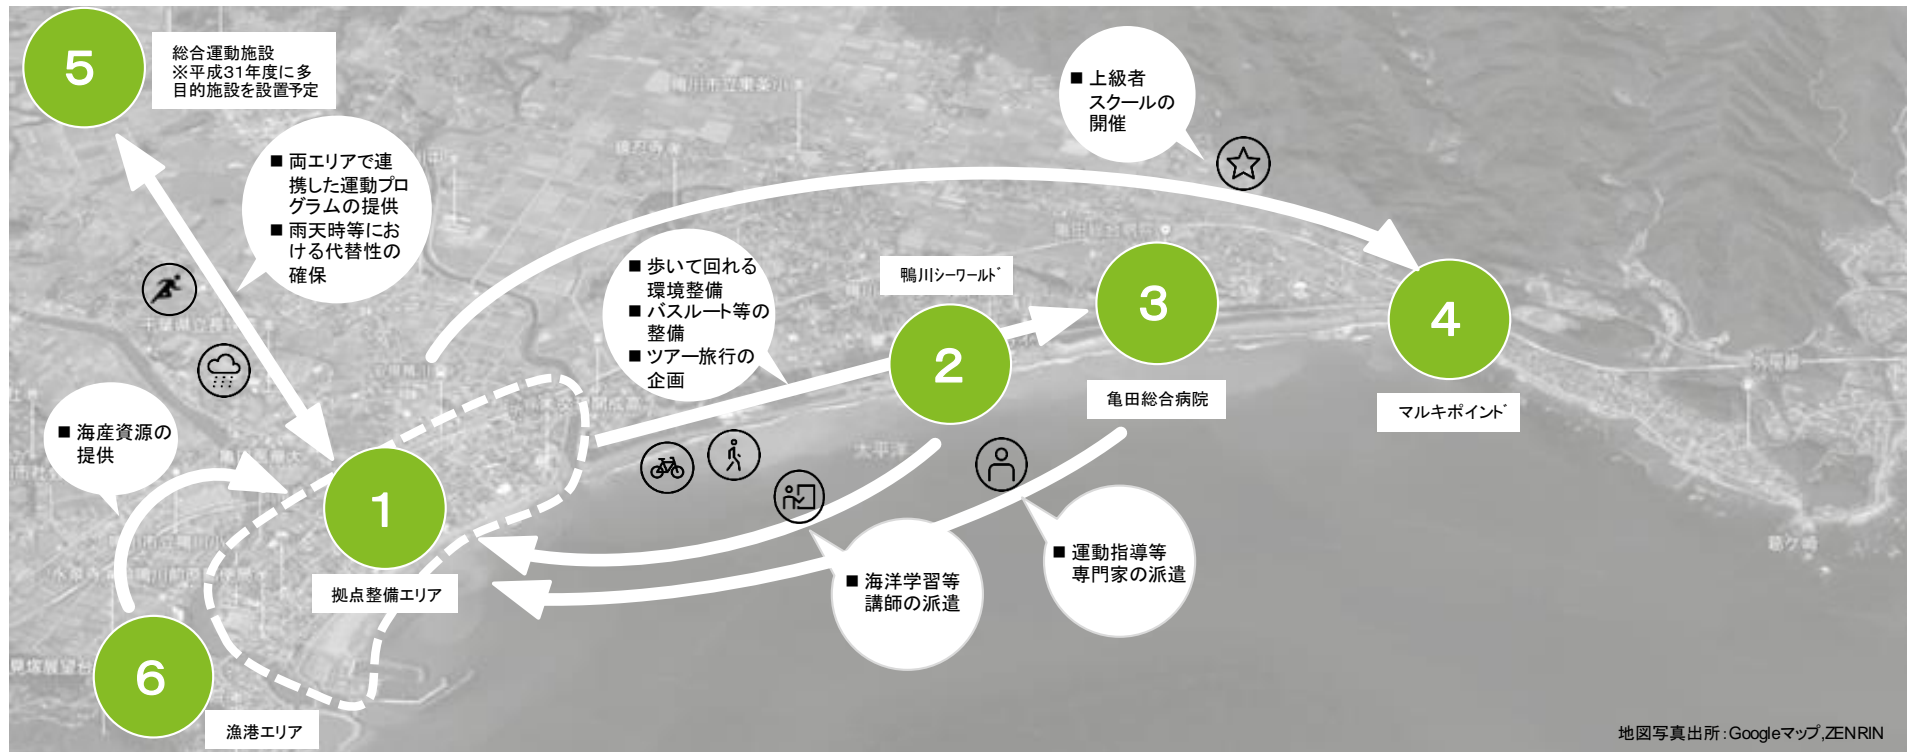 5
総合運動施設
※平成31年度に多
目的施設を設置予定
■ 上級者
スクールの
開催
■ 両エリアで連
携した運動プロ
グラムの提供
■ 雨天時等にお
ける代替性の
確保
■ 歩いて回れる
環境整備
■ バスルート等の
整備
■ ツアー旅行の
企画
鴨川シーワールド
2
3
亀田総合病院
4
マルキポイント
■ 海産資源の
提供
1
拠点整備エリア
太平洋
■ 海洋学習等
講師の派遣
■ 運動指導等
専門家の派遣
6
漁港エリア
地図写真出所:Googleマップ,ZENRIN